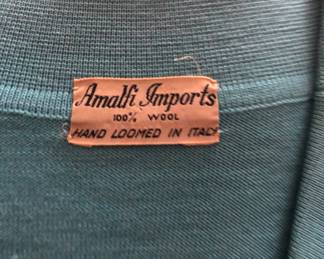 Amalfi Imports
100% WOOL
HAND LOOMED IN ITALY